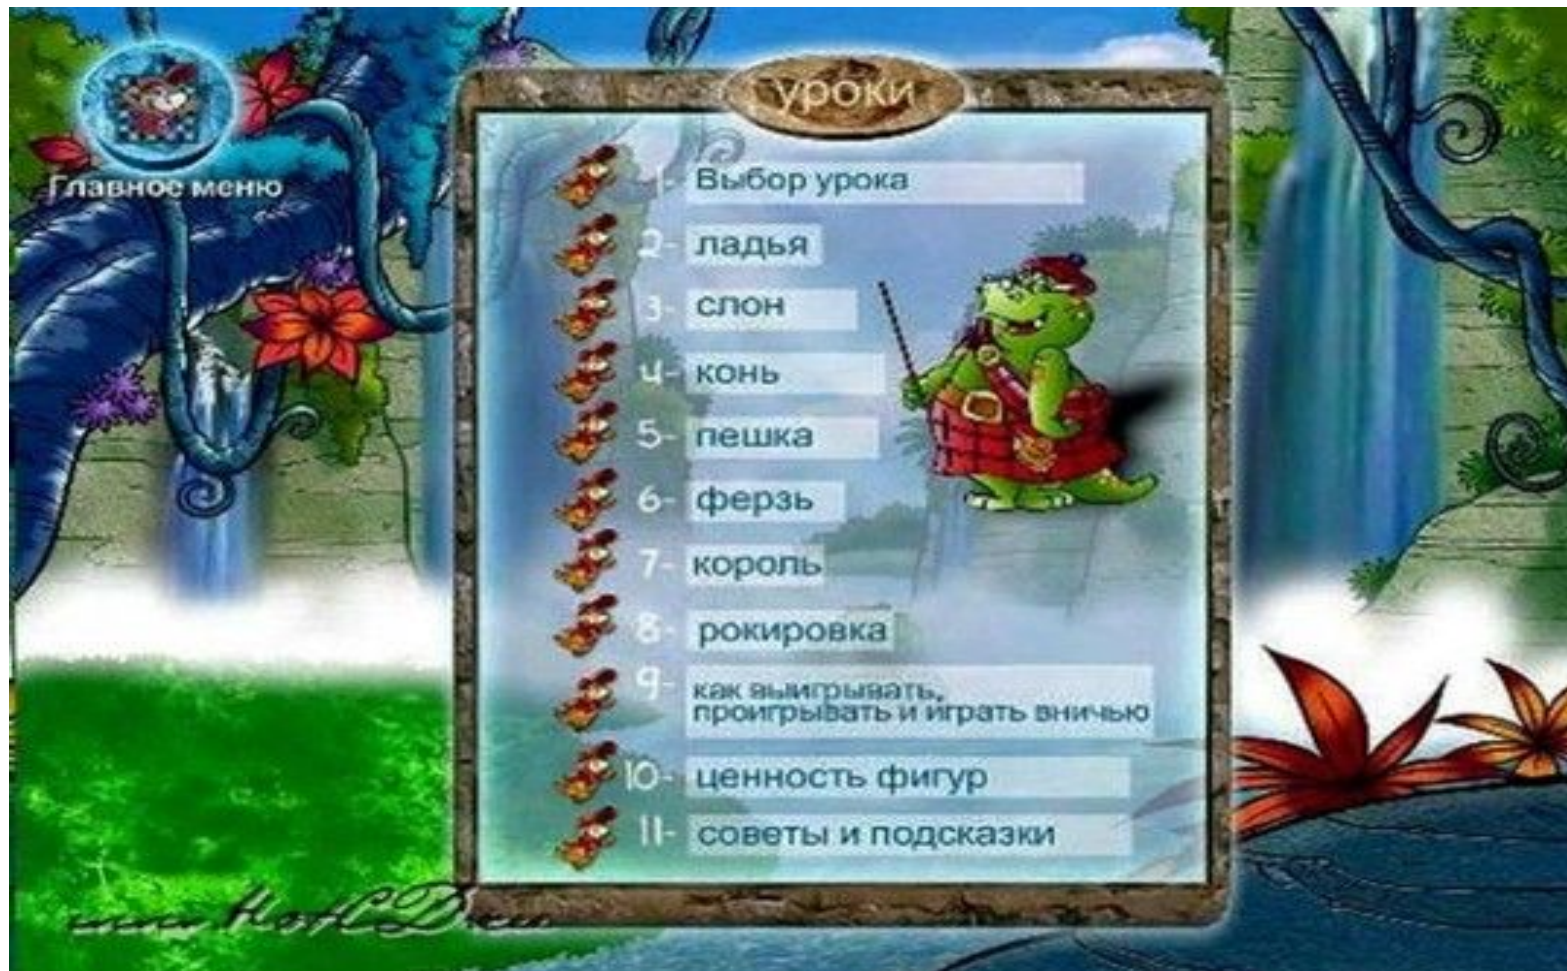 уроки
Главное меню
1- Выбор урока
2- ладья
3- слон
4- конь
5- пешка
6- ферзь
7- король
8- рокировка
9- как выигрывать,
проигрывать и играть вничью
10- ценность фигур
11- советы и подсказки